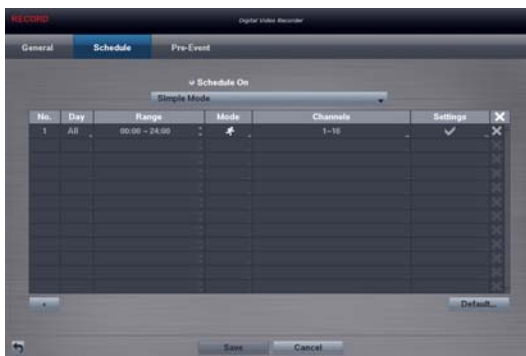 RECORD Digital Video Recorder
General Schedule Pre-Event
Schedule On
Simple Mode
No. Day Range Mode Channels Settings
1 All 00:00 ~ 24:00 1~16
+ Default...
Save Cancel